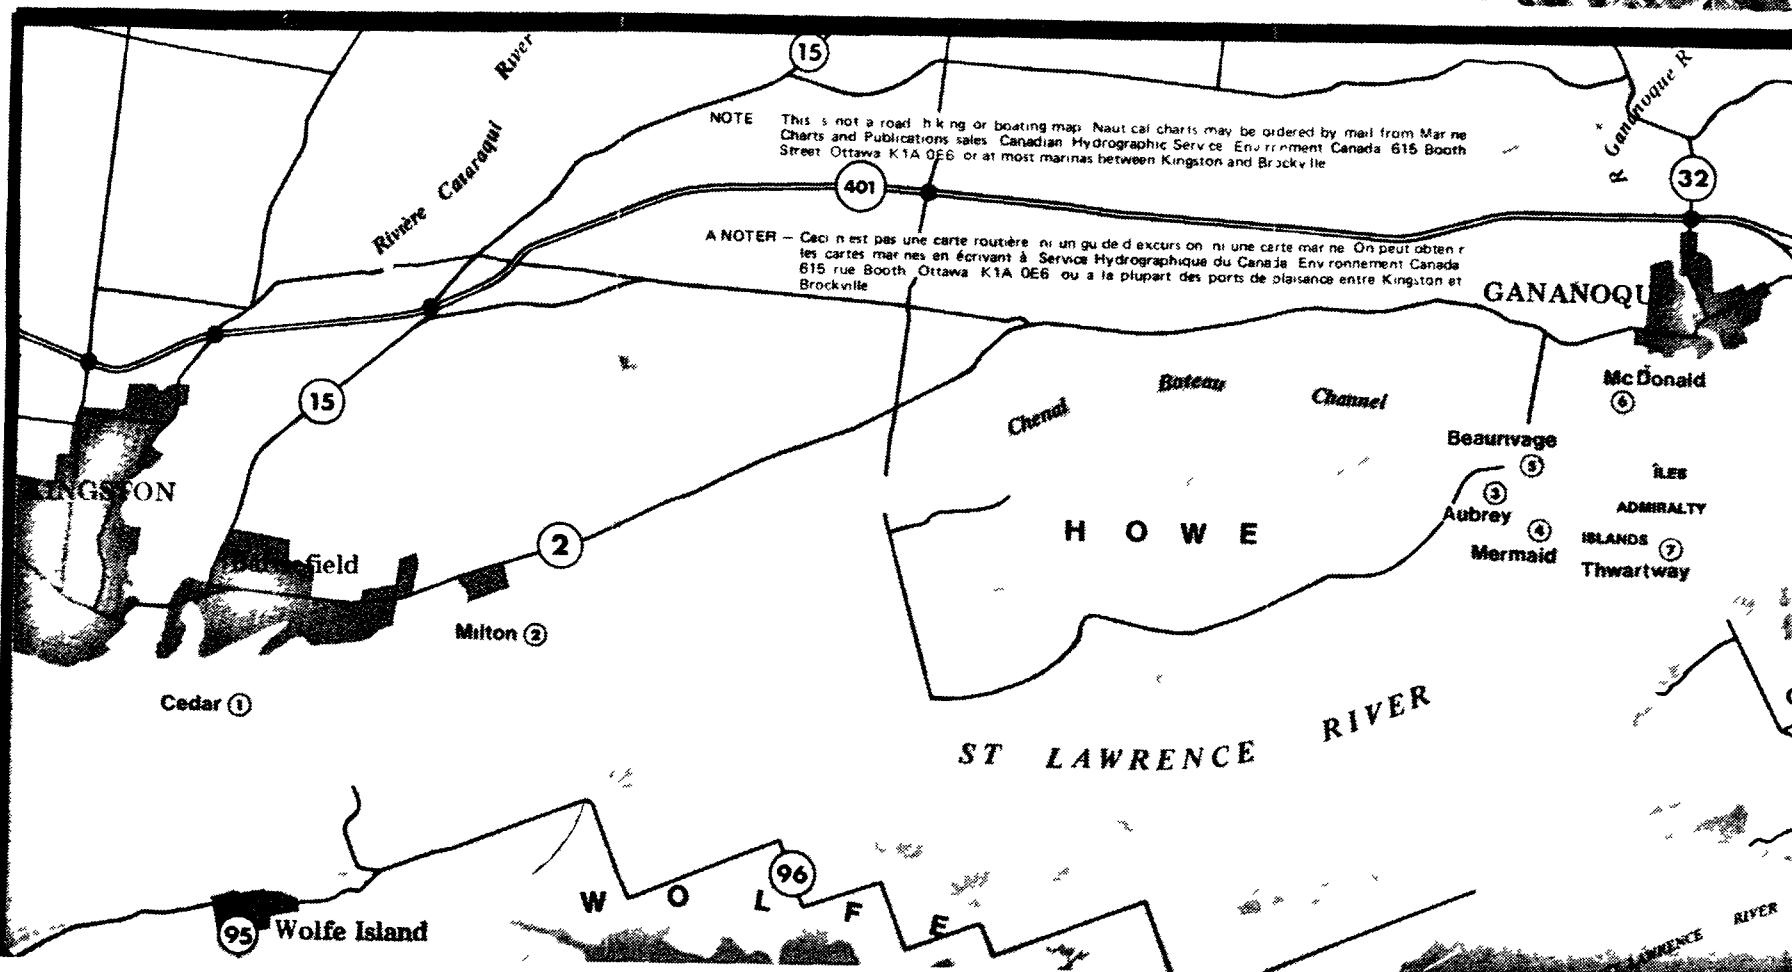 15
River
Rivière Cataraqui
NOTE
This s not a road h k ng or boating map Naut cal charts may be ordered by mail from Mar ne
Charts and Publications sales Canadian Hydrographic Serv ce Env r nment Canada 615 Booth
Street Ottawa K1A 0E6 or at most marinas between Kingston and Brockv lle
R Gananoque R
401
32
A NOTER — Ceci n est pas une carte routière ni un gu de d excurs on ni une carte mar ne On peut obten r
les cartes mar nes en écrivant à Service Hydrographique du Canada Env ronnement Canada
615 rue Booth Ottawa K1A 0E6 ou a la plupart des ports de plaisance entre Kingston et
Brockville
GANANOQU
15
Chenal Bateau Channel
McDonald
6
Beaurivage
5
KINGSTON
3
Aubrey
ÎLES
ADMIRALTY
ISLANDS
4
Mermaid
7
Thwartway
HOWE
2
field
Milton 2
Cedar 1
ST LAWRENCE RIVER
96
WOLFE
95
Wolfe Island
LAWRENCE RIVER